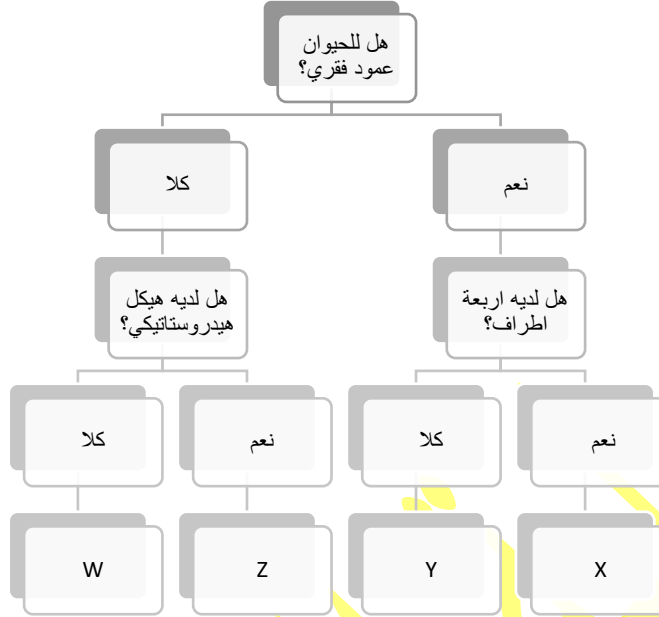 هل للحيوان
عمود فقري؟
نعم
كلا
هل لديه اربعة
اطراف؟
هل لديه هيكل
هيدروستاتيكي؟
نعم
كلا
نعم
كلا
X
Y
Z
W